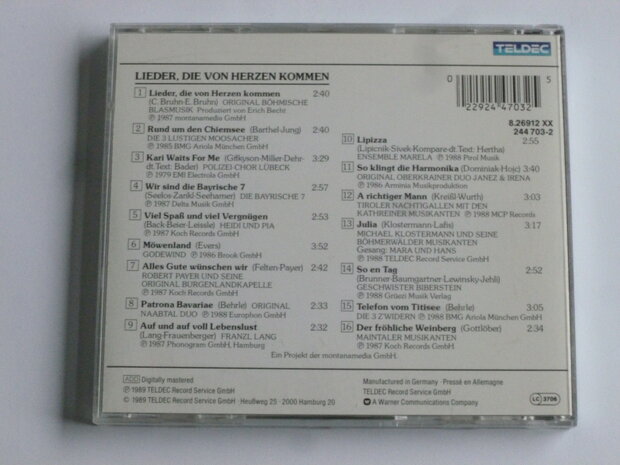 TELDEC
LIEDER, DIE VON HERZEN KOMMEN
1 Lieder, die von Herzen kommen 2:40
(C. Bruhn-E. Bruhn) ORIGINAL BÖHMISCHE
BLASMUSIK Produziert von Erich Becht
℗ 1987 montanamedia GmbH
2 Rund um den Chiemsee (Barthel-Jung) 2:40
DIE 3 LUSTIGEN MOOSACHER
℗ 1985 BMG Ariola München GmbH
3 Kari Waits For Me (Gitkyson-Miller-Dehr- 3:29
dt.Text: Bader) POLIZEI CHOR LÜBECK
℗ 1979 EMI Electrola GmbH
4 Wir sind die Bayrische 7 2:57
(Seelos-Zankl-Seehamer) DIE BAYRISCHE 7
℗ 1987 Delta Musik GmbH
5 Viel Spaß und viel Vergnügen 2:53
(Back-Beier-Leissle) HEIDI UND PIA
℗ 1987 Koch Records GmbH
6 Möwenland (Evers) 3:52
GODEWIND ℗ 1986 Brook GmbH
7 Alles Gute wünschen wir (Felten-Payer) 2:42
ROBERT PAYER UND SEINE
ORIGINAL BURGENLANDKAPELLE
℗ 1987 Koch Records GmbH
8 Patrona Bavariae (Behrle) ORIGINAL 2:33
NAABTAL DUO ℗ 1988 Europhon GmbH
9 Auf und auf voll Lebenslust 2:32
(Lang-Frauenberger) FRANZL LANG
℗ 1987 Phonogram GmbH, Hamburg
0 5
22924 47032
8.26912 XX
244 703-2
10 Lipizza 2:55
(Lipicnik-Sivek-Kompare-dt.Text: Hertha)
ENSEMBLE MARELA ℗ 1988 Pirol Musik
11 So klingt die Harmonika (Dominiak-Hojc) 3:40
ORIGINAL OBERKRAINER DUO JANEZ & IRENA
℗ 1986 Arminia Musikproduktion
12 A richtiger Mann (Kreißl-Wurth) 3:03
TIROLER NACHTIGALLEN MIT DEN
KATHREINER MUSIKANTEN ℗ 1988 MCP Records
13 Julia (Klostermann-Lafis) 3:17
MICHAEL KLOSTERMANN UND SEINE
BÖHMERWÄLDER MUSIKANTEN
Gesang: MARA UND HANS
℗ 1988 TELDEC Record Service GmbH
14 So en Tag 2:52
(Brunner-Baumgartner-Lewinsky-Jehli)
GESCHWISTER BIBERSTEIN
℗ 1988 Grüezi Musik Verlag
15 Telefon vom Titisee (Behrle) 3:05
DIE 3 Z'WIDERN ℗ 1988 BMG Ariola München GmbH
16 Der fröhliche Weinberg (Gottlöber) 2:34
MAINTALER MUSIKANTEN
℗ 1987 Koch Records GmbH
Ein Projekt der montanamedia GmbH.
ADD Digitally mastered
℗ 1989 TELDEC Record Service GmbH
© 1989 TELDEC Record Service GmbH · Heußweg 25 · 2000 Hamburg 20
Manufactured in Germany · Pressé en Allemagne
TELDEC Record Service GmbH
A Warner Communications Company
LC 3706